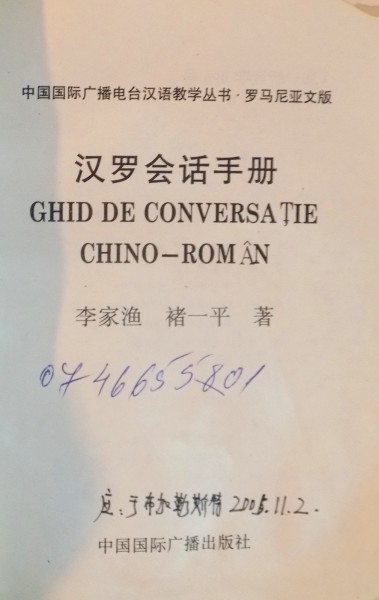 中国国际广播电台汉语教学丛书·罗马尼亚文版
汉罗会话手册
GHID DE CONVERSAȚIE
CHINO-ROMÂN
李家渔 褚一平 著
0746655801
于布加勒斯特 2005.11.2.
中国国际广播出版社